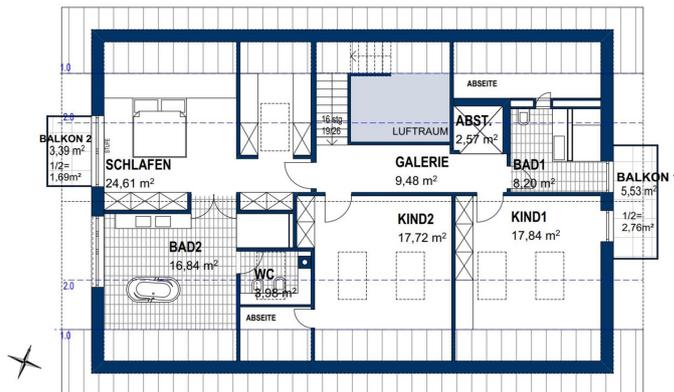 1.0
ABSEITE
2.0
16 stg
19/26
LUFTRAUM
ABST.
2,57 m²
BALKON 2
3,39 m²
1/2=
1,69m²
STUFE
SCHLAFEN
24,61 m²
GALERIE
9,48 m²
BAD1
8,20 m²
BALKON 1
5,53 m²
1/2=
2,76m²
KIND2
17,72 m²
KIND1
17,84 m²
BAD2
16,84 m²
WC
3,98 m²
2.0
ABSEITE
1.0